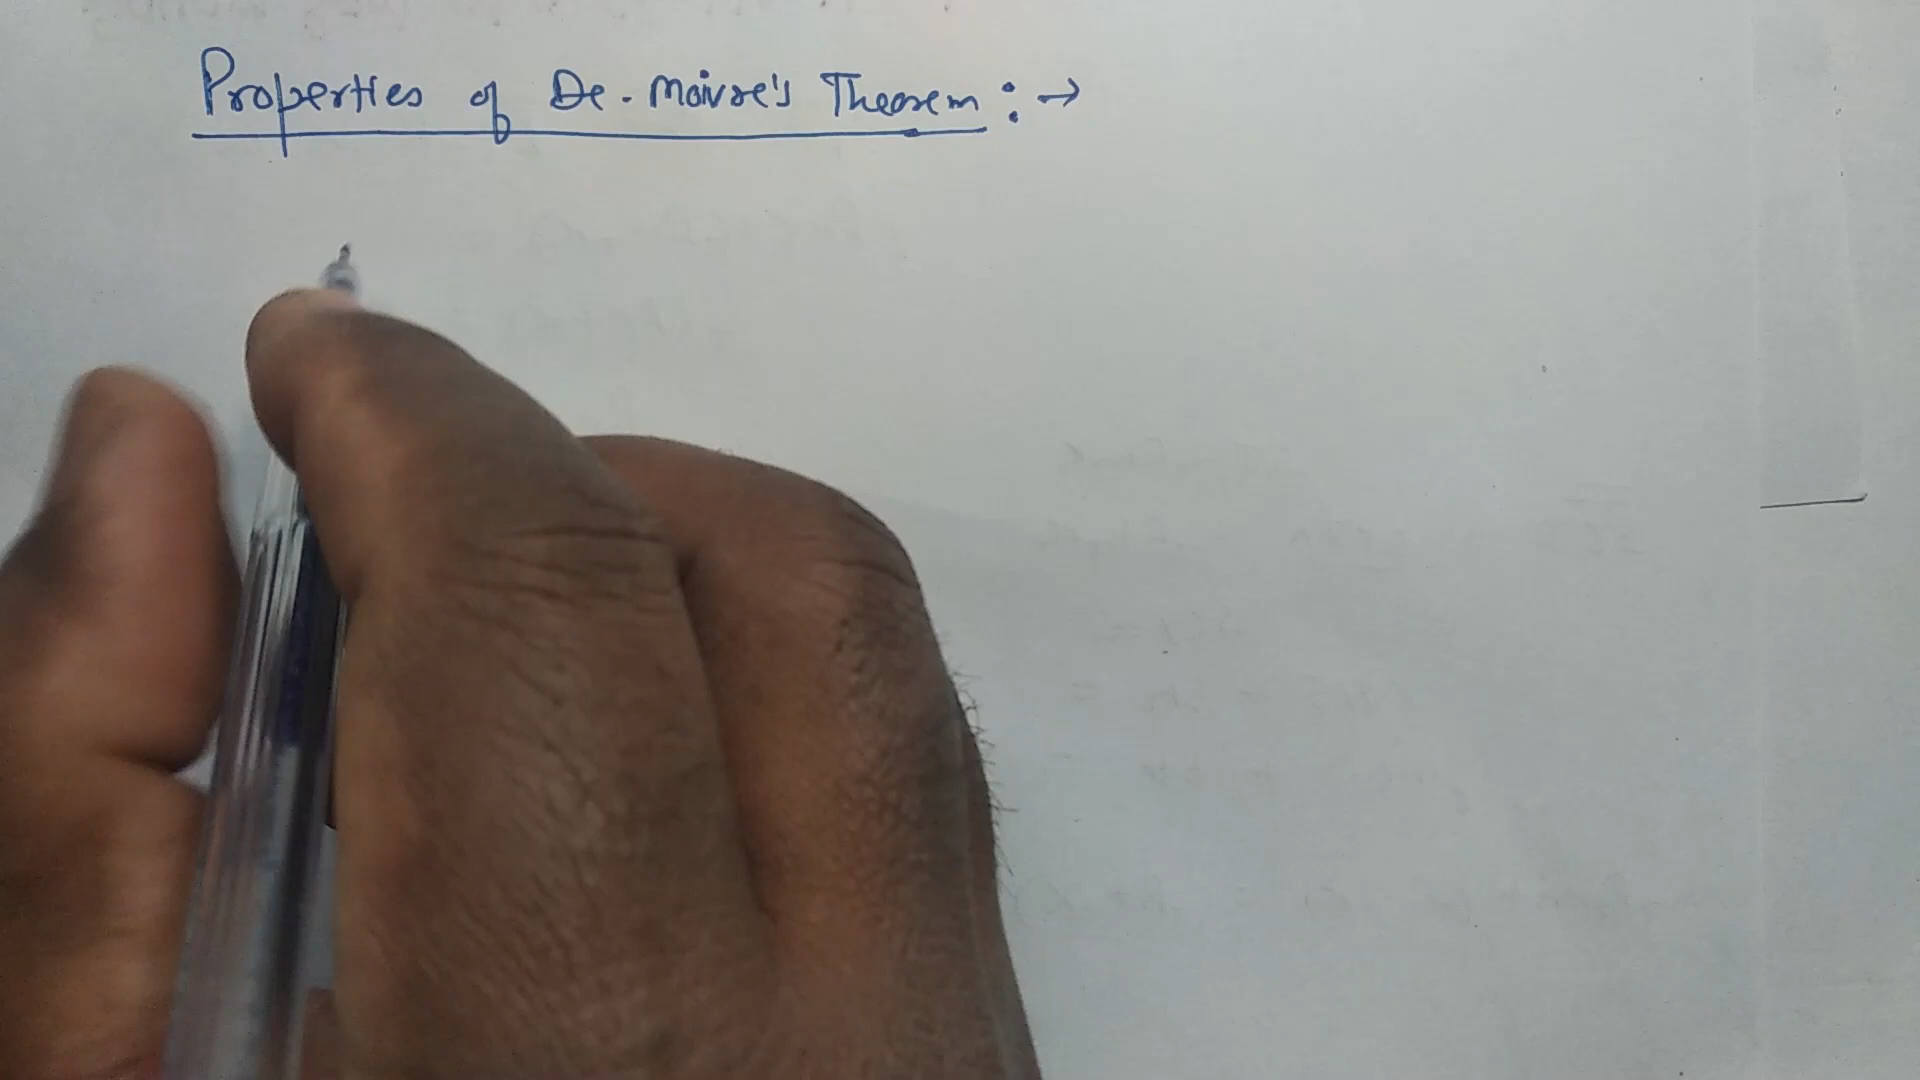 Properties of De. Moivre's Theorem : →